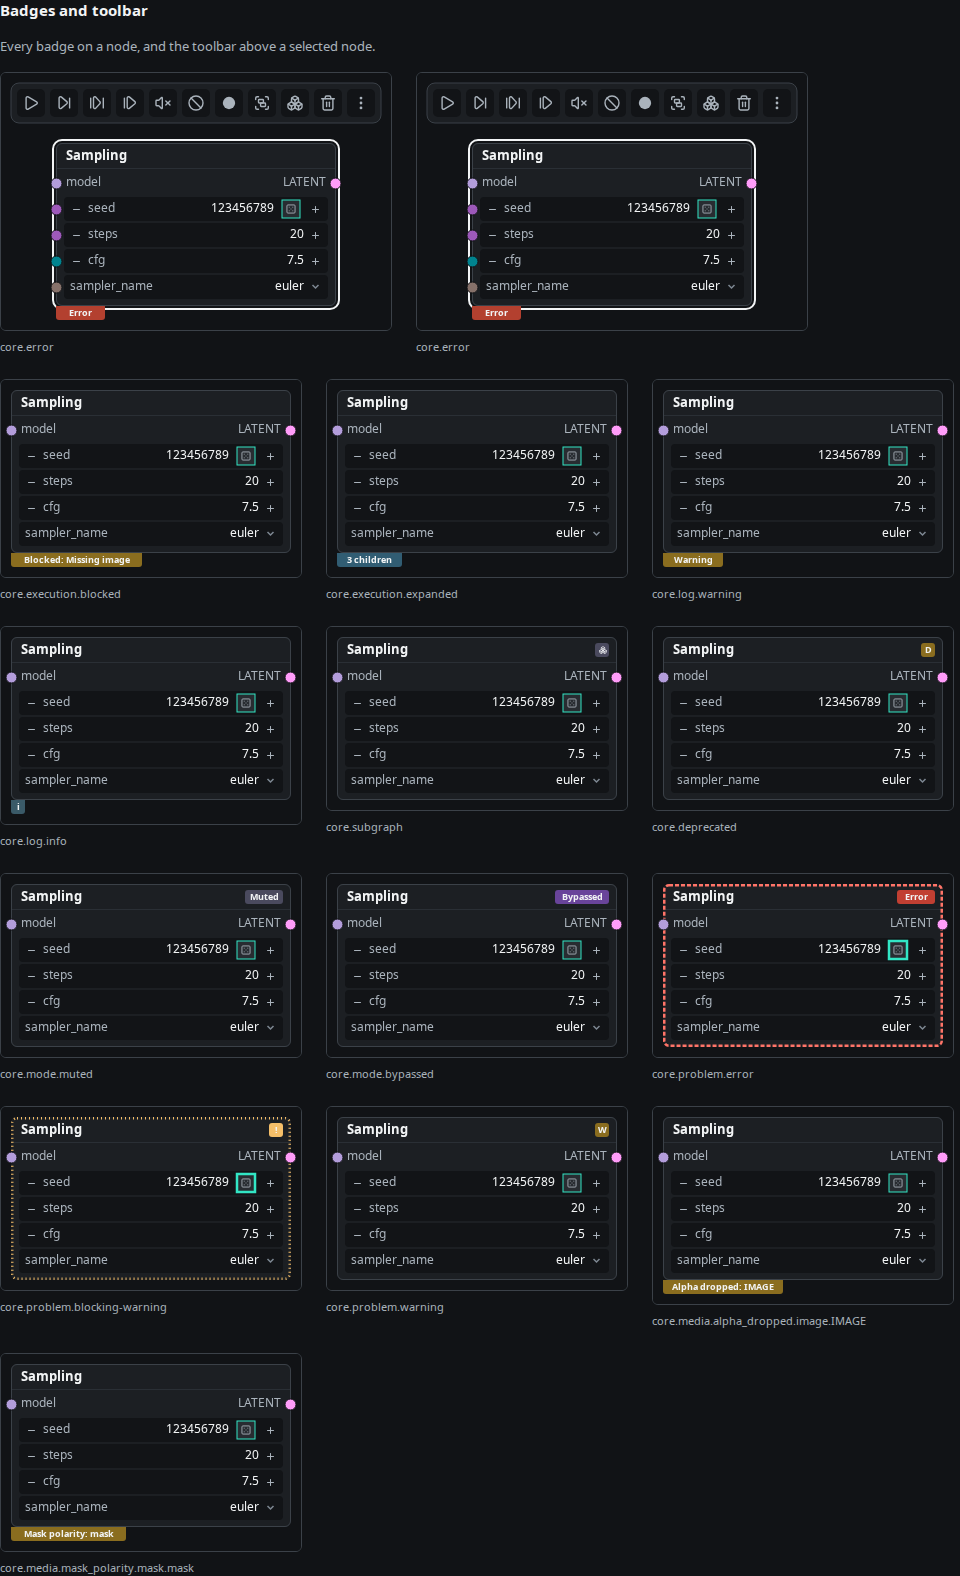 Badges and toolbar
Every badge on a node, and the toolbar above a selected node.
Sampling
model LATENT
– seed 123456789 +
– steps 20 +
– cfg 7.5 +
sampler_name euler
Error
core.error
Sampling
model LATENT
– seed 123456789 +
– steps 20 +
– cfg 7.5 +
sampler_name euler
Error
core.error
Sampling
model LATENT
– seed 123456789 +
– steps 20 +
– cfg 7.5 +
sampler_name euler
Blocked: Missing image
core.execution.blocked
Sampling
model LATENT
– seed 123456789 +
– steps 20 +
– cfg 7.5 +
sampler_name euler
3 children
core.execution.expanded
Sampling
model LATENT
– seed 123456789 +
– steps 20 +
– cfg 7.5 +
sampler_name euler
Warning
core.log.warning
Sampling
model LATENT
– seed 123456789 +
– steps 20 +
– cfg 7.5 +
sampler_name euler
i
core.log.info
Sampling
model LATENT
– seed 123456789 +
– steps 20 +
– cfg 7.5 +
sampler_name euler
core.subgraph
Sampling D
model LATENT
– seed 123456789 +
– steps 20 +
– cfg 7.5 +
sampler_name euler
core.deprecated
Sampling Muted
model LATENT
– seed 123456789 +
– steps 20 +
– cfg 7.5 +
sampler_name euler
core.mode.muted
Sampling Bypassed
model LATENT
– seed 123456789 +
– steps 20 +
– cfg 7.5 +
sampler_name euler
core.mode.bypassed
Sampling Error
model LATENT
– seed 123456789 +
– steps 20 +
– cfg 7.5 +
sampler_name euler
core.problem.error
Sampling !
model LATENT
– seed 123456789 +
– steps 20 +
– cfg 7.5 +
sampler_name euler
core.problem.blocking-warning
Sampling W
model LATENT
– seed 123456789 +
– steps 20 +
– cfg 7.5 +
sampler_name euler
core.problem.warning
Sampling
model LATENT
– seed 123456789 +
– steps 20 +
– cfg 7.5 +
sampler_name euler
Alpha dropped: IMAGE
core.media.alpha_dropped.image.IMAGE
Sampling
model LATENT
– seed 123456789 +
– steps 20 +
– cfg 7.5 +
sampler_name euler
Mask polarity: mask
core.media.mask_polarity.mask.mask